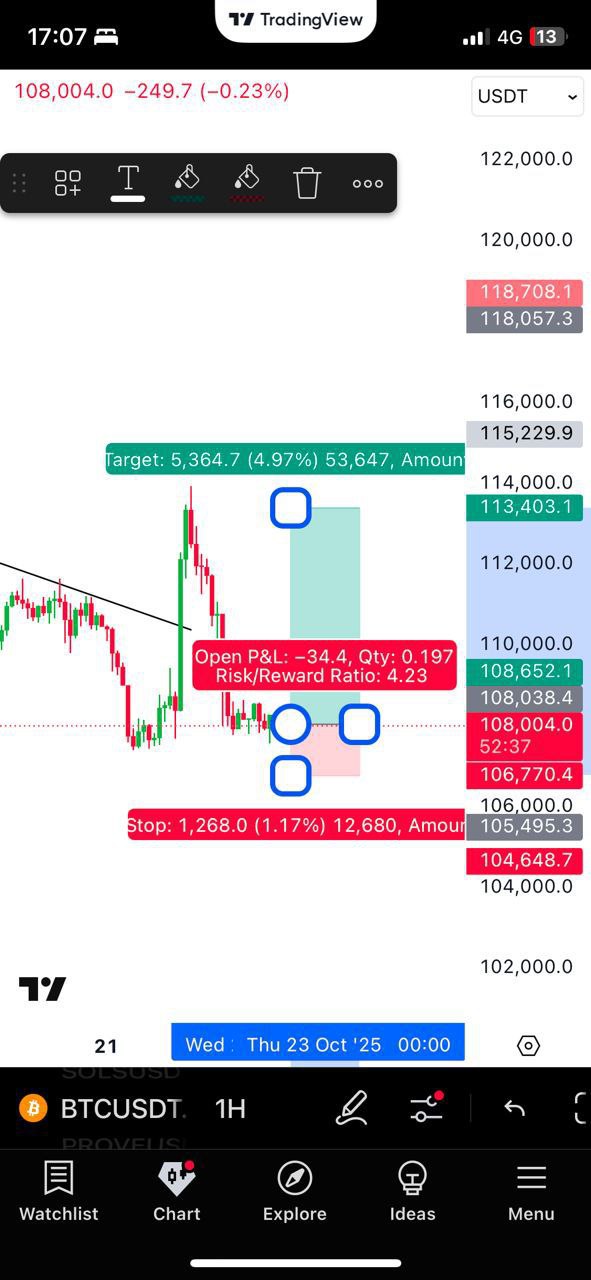 17:07
TradingView
4G 13
108,004.0 −249.7 (−0.23%)
USDT
T
122,000.0
120,000.0
118,708.1
118,057.3
116,000.0
115,229.9
Target: 5,364.7 (4.97%) 53,647, Amount
114,000.0
113,403.1
112,000.0
110,000.0
Open P&L: −34.4, Qty: 0.197
Risk/Reward Ratio: 4.23
108,652.1
108,038.4
108,004.0
52:37
106,770.4
106,000.0
Stop: 1,268.0 (1.17%) 12,680, Amour
105,495.3
104,648.7
104,000.0
102,000.0
21 Wed Thu 23 Oct '25 00:00
SOLSUSD
BTCUSDT. 1H
PROVEUS
Watchlist Chart Explore Ideas Menu